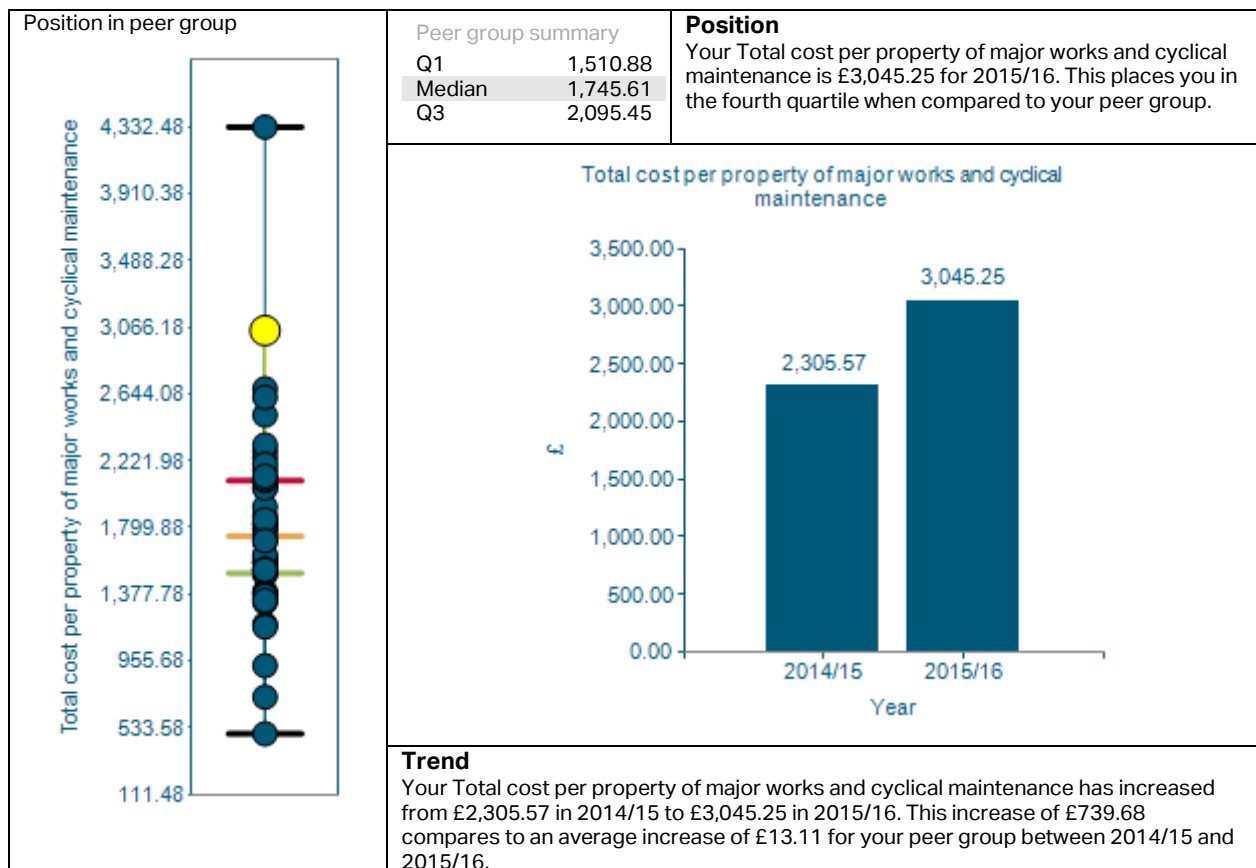 Position in peer group
Total cost per property of major works and cyclical maintenance
4,332.48
3,910.38
3,488.28
3,066.18
2,644.08
2,221.98
1,799.88
1,377.78
955.68
533.58
111.48
Peer group summary
Q1 1,510.88
Median 1,745.61
Q3 2,095.45
Position
Your Total cost per property of major works and cyclical
maintenance is £3,045.25 for 2015/16. This places you in
the fourth quartile when compared to your peer group.
Total cost per property of major works and cyclical
maintenance
£
3,500.00
3,000.00
2,500.00
2,000.00
1,500.00
1,000.00
500.00
0.00
2,305.57
3,045.25
2014/15 2015/16
Year
Trend
Your Total cost per property of major works and cyclical maintenance has increased
from £2,305.57 in 2014/15 to £3,045.25 in 2015/16. This increase of £739.68
compares to an average increase of £13.11 for your peer group between 2014/15 and
2015/16.